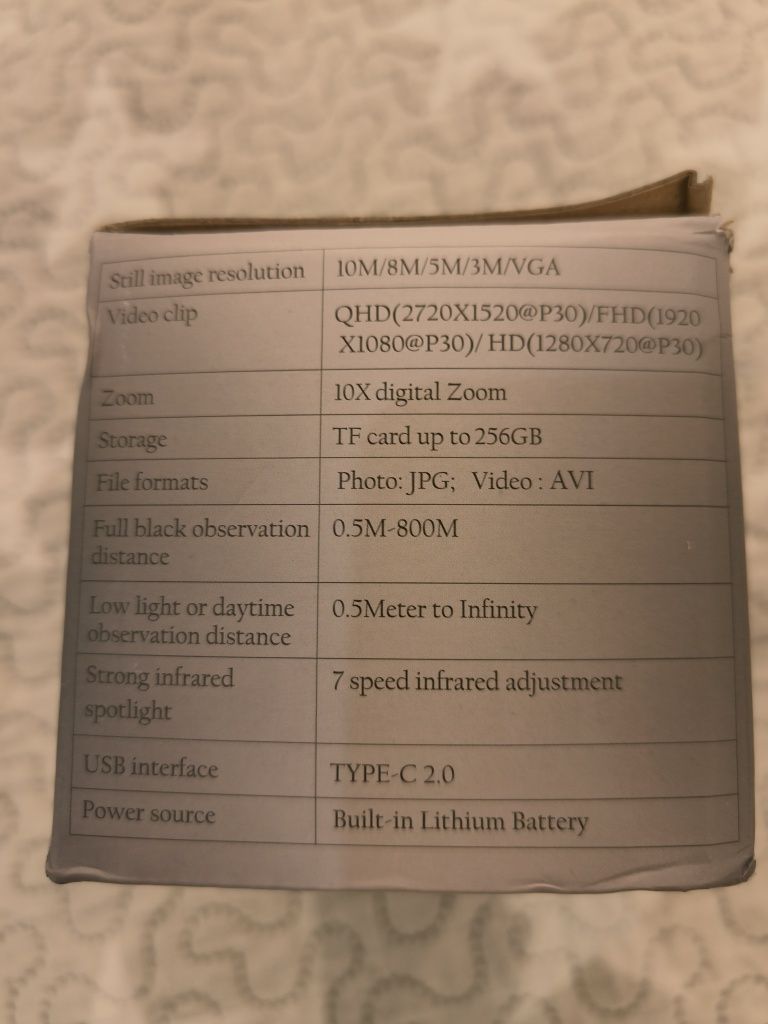 Still image resolution 10M/8M/5M/3M/VGA
Video clip QHD(2720X1520@P30)/FHD(1920
X1080@P30)/ HD(1280X720@P30)
Zoom 10X digital Zoom
Storage TF card up to 256GB
File formats Photo: JPG; Video : AVI
Full black observation 0.5M-800M
distance
Low light or daytime 0.5Meter to Infinity
observation distance
Strong infrared 7 speed infrared adjustment
spotlight
USB interface TYPE-C 2.0
Power source Built-in Lithium Battery